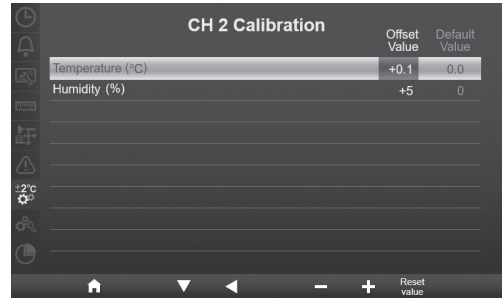 CH 2 Calibration
Offset Value
Default Value
Temperature (°C) +0.1 0.0
Humidity (%) +5 0
±2°C
Reset value